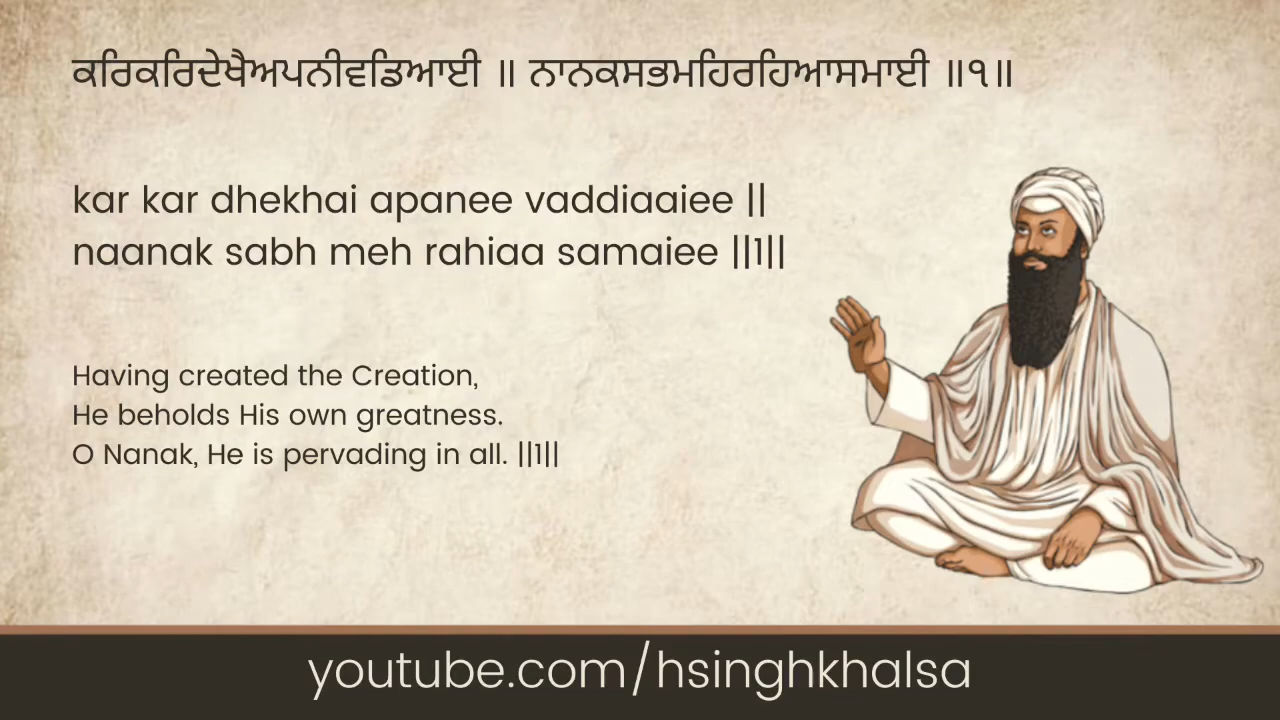 ਕਰਿਕਰਿਦੇਖੈਅਪਨੀਵਡਿਆਈ ॥ ਨਾਨਕਸਭਮਹਿਰਹਿਆਸਮਾਈ ॥੧॥
kar kar dhekhai apanee vaddiaaiee ||
naanak sabh meh rahiaa samaiee ||1||
Having created the Creation,
He beholds His own greatness.
O Nanak, He is pervading in all. ||1||
youtube.com/hsinghkhalsa